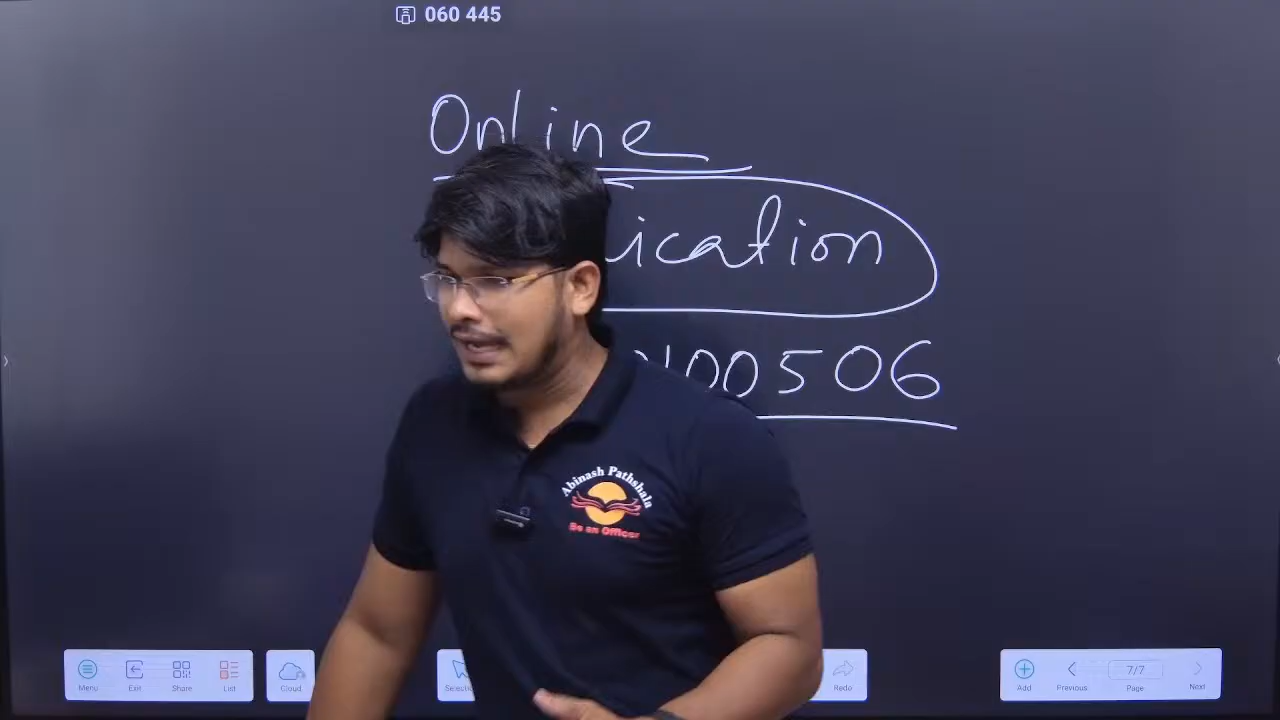 060 445
Online
ication
00506
Abinash Pathshala
Be an Officer
Menu Exit Share List Cloud Redo Add Previous 7/7 Page Next